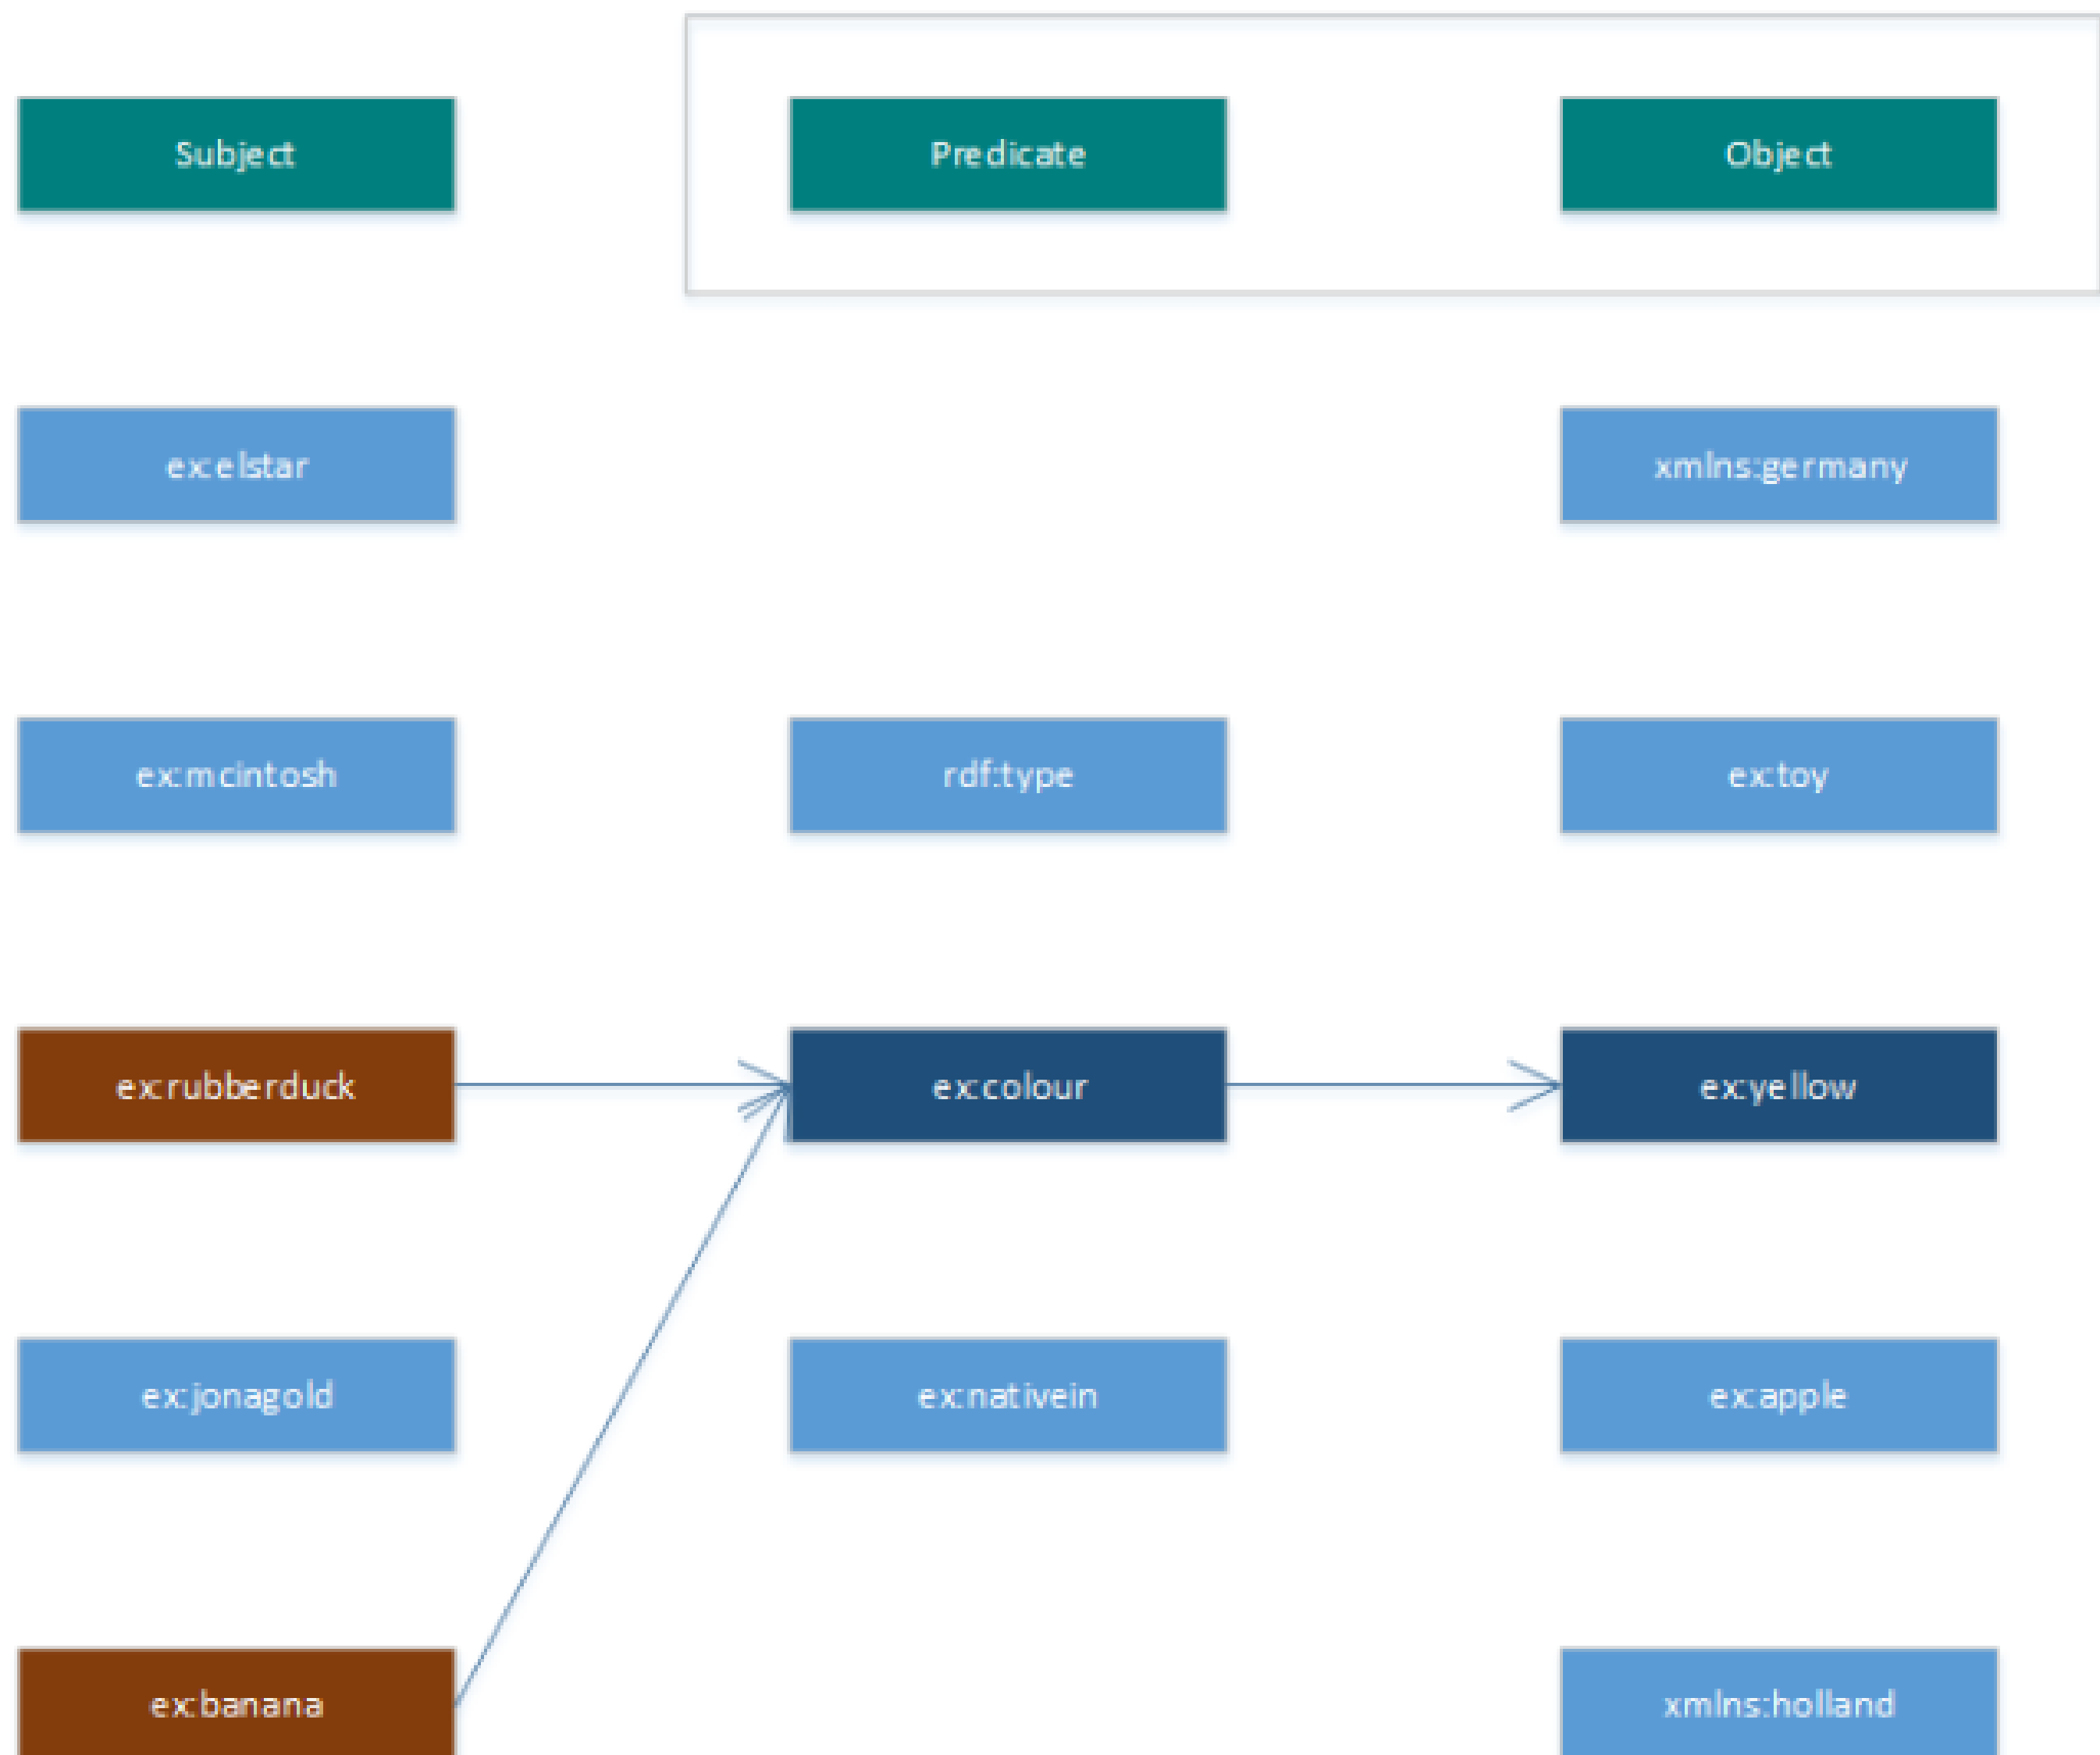 Subject Predicate Object
ex:elstar xmlns:germany
ex:mcintosh rdf:type ex:toy
ex:rubberduck ex:colour ex:yellow
ex:jonagold ex:nativein ex:apple
ex:banana xmlns:holland